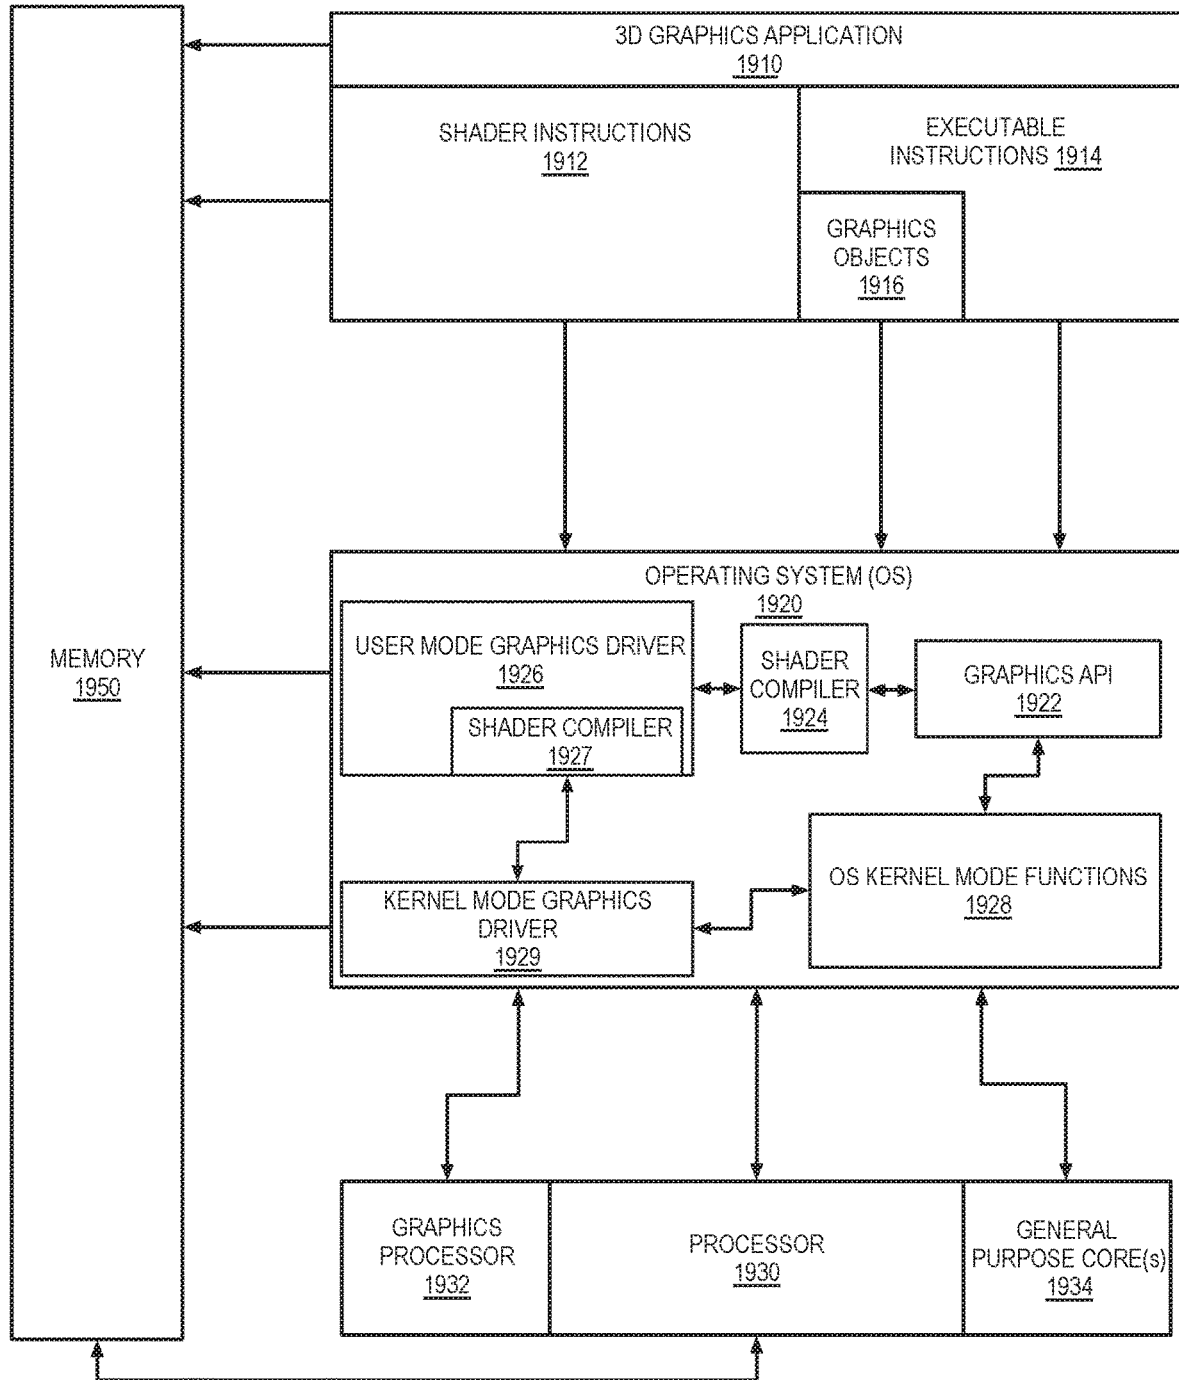 3D GRAPHICS APPLICATION
1910
SHADER INSTRUCTIONS
1912
EXECUTABLE
INSTRUCTIONS 1914
GRAPHICS
OBJECTS
1916
MEMORY
1950
OPERATING SYSTEM (OS)
1920
USER MODE GRAPHICS DRIVER
1926
SHADER COMPILER
1927
SHADER
COMPILER
1924
GRAPHICS API
1922
KERNEL MODE GRAPHICS
DRIVER
1929
OS KERNEL MODE FUNCTIONS
1928
GRAPHICS
PROCESSOR
1932
PROCESSOR
1930
GENERAL
PURPOSE CORE(s)
1934